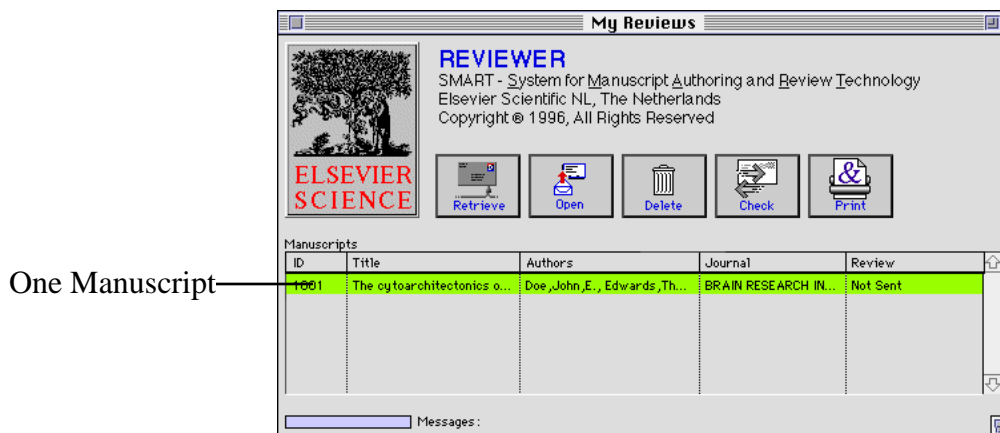 My Reviews
REVIEWER
SMART - System for Manuscript Authoring and Review Technology
Elsevier Scientific NL, The Netherlands
Copyright © 1996, All Rights Reserved
ELSEVIER
SCIENCE
Retrieve Open Delete Check & Print
Manuscripts
ID Title Authors Journal Review
One Manuscript
1001 The cytoarchitectonics o... Doe,John,E., Edwards,Th... BRAIN RESEARCH IN... Not Sent
Messages: